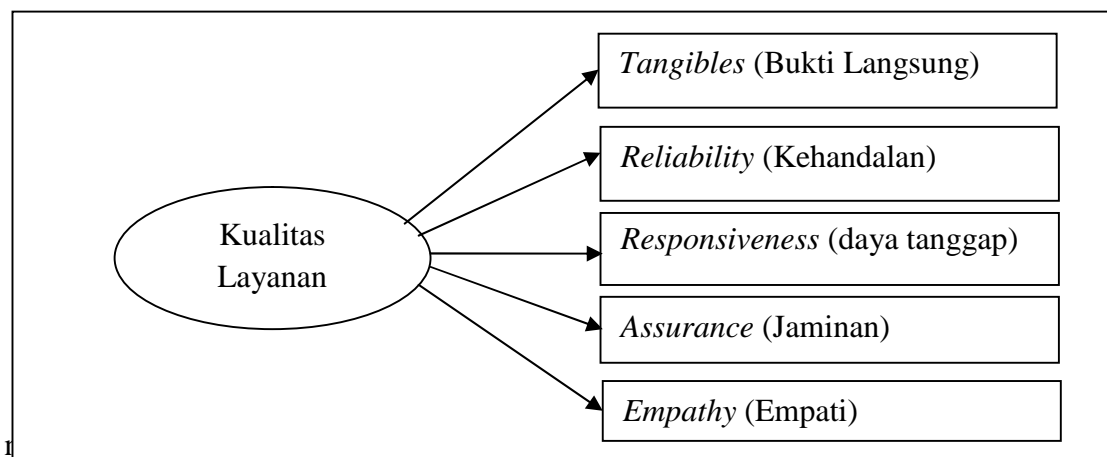 Tangibles (Bukti Langsung)
Reliability (Kehandalan)
Kualitas
Layanan
Responsiveness (daya tanggap)
Assurance (Jaminan)
Empathy (Empati)